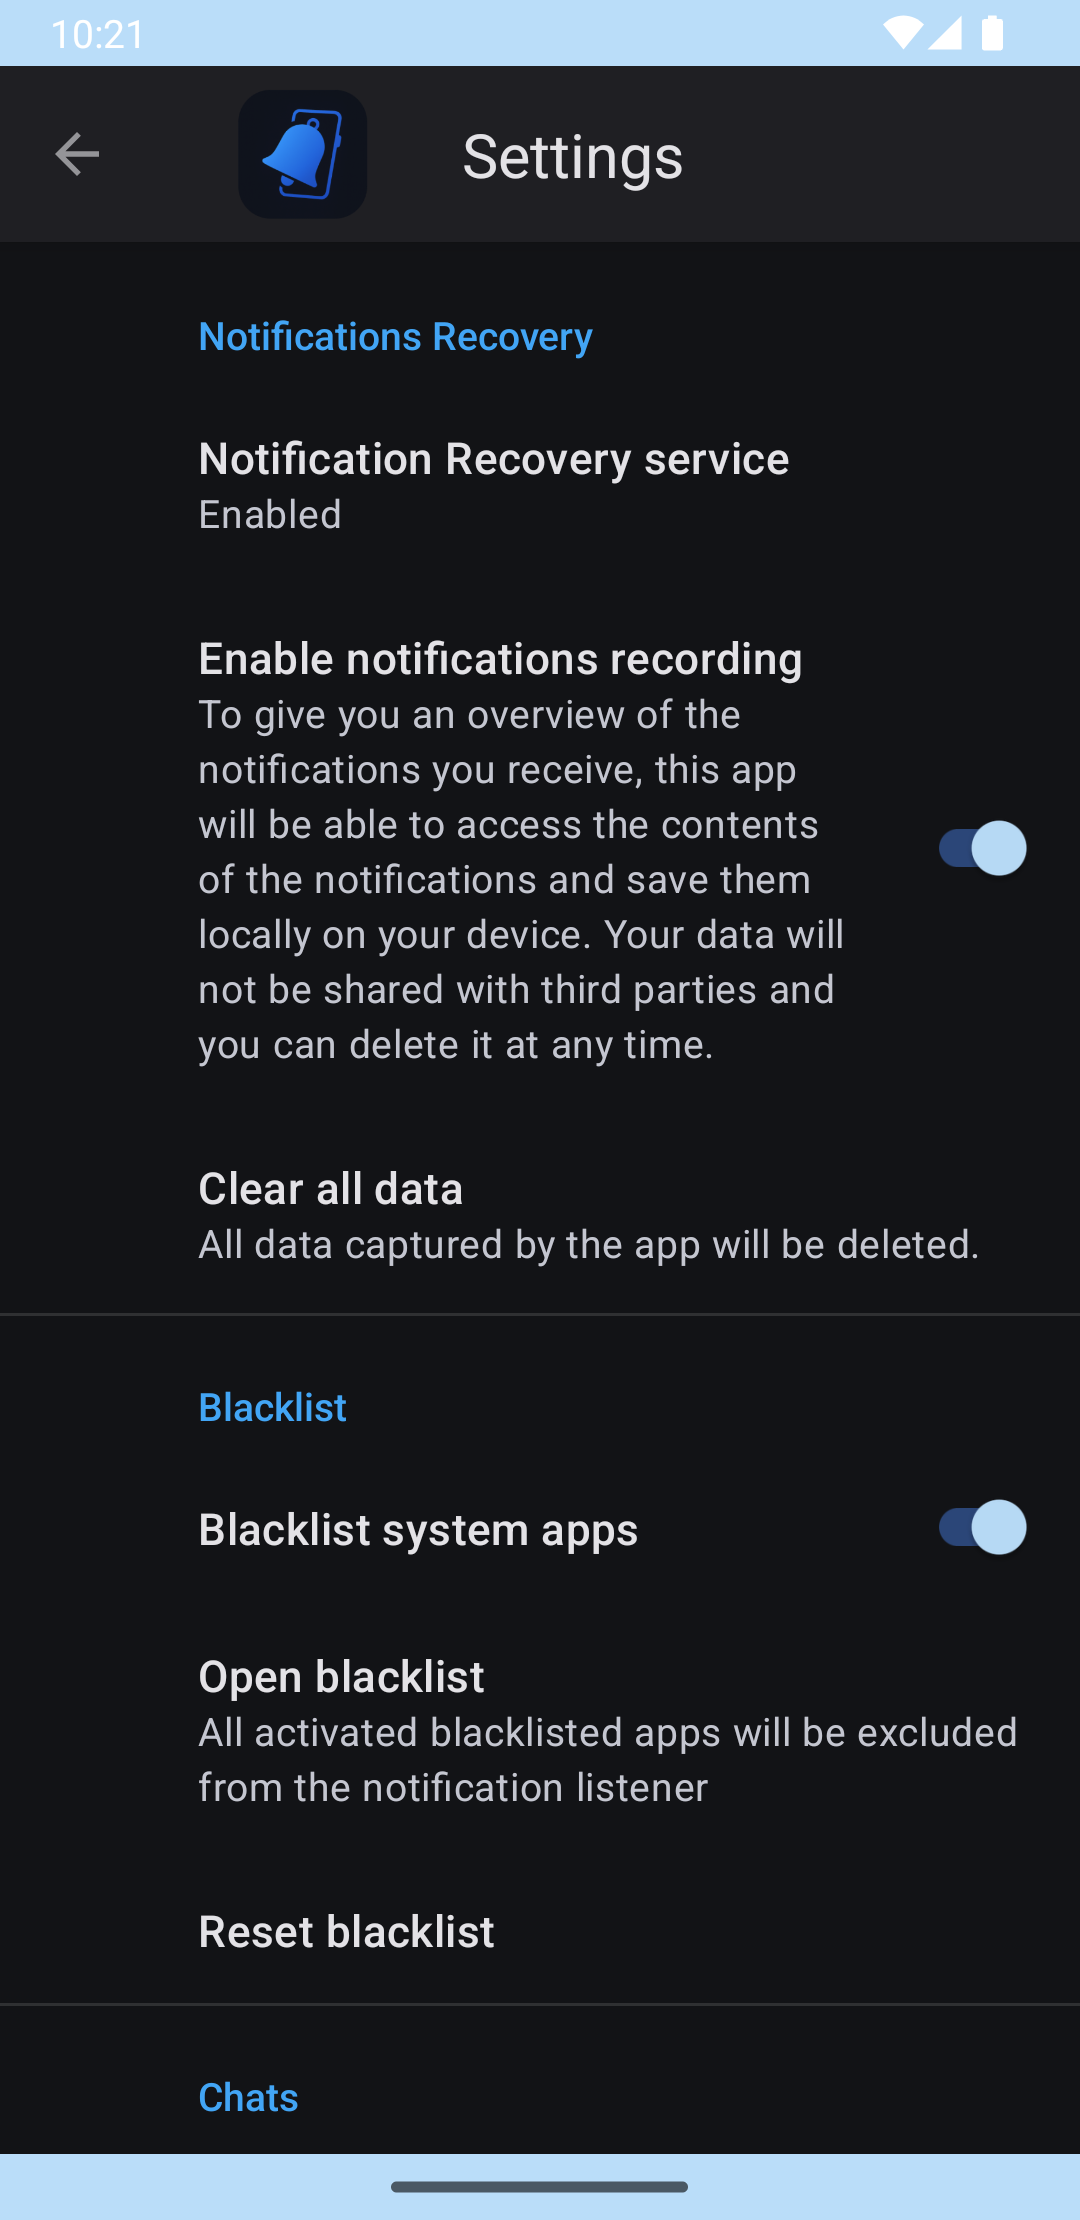 10:21
Settings
Notifications Recovery
Notification Recovery service
Enabled
Enable notifications recording
To give you an overview of the
notifications you receive, this app
will be able to access the contents
of the notifications and save them
locally on your device. Your data will
not be shared with third parties and
you can delete it at any time.
Clear all data
All data captured by the app will be deleted.
Blacklist
Blacklist system apps
Open blacklist
All activated blacklisted apps will be excluded
from the notification listener
Reset blacklist
Chats